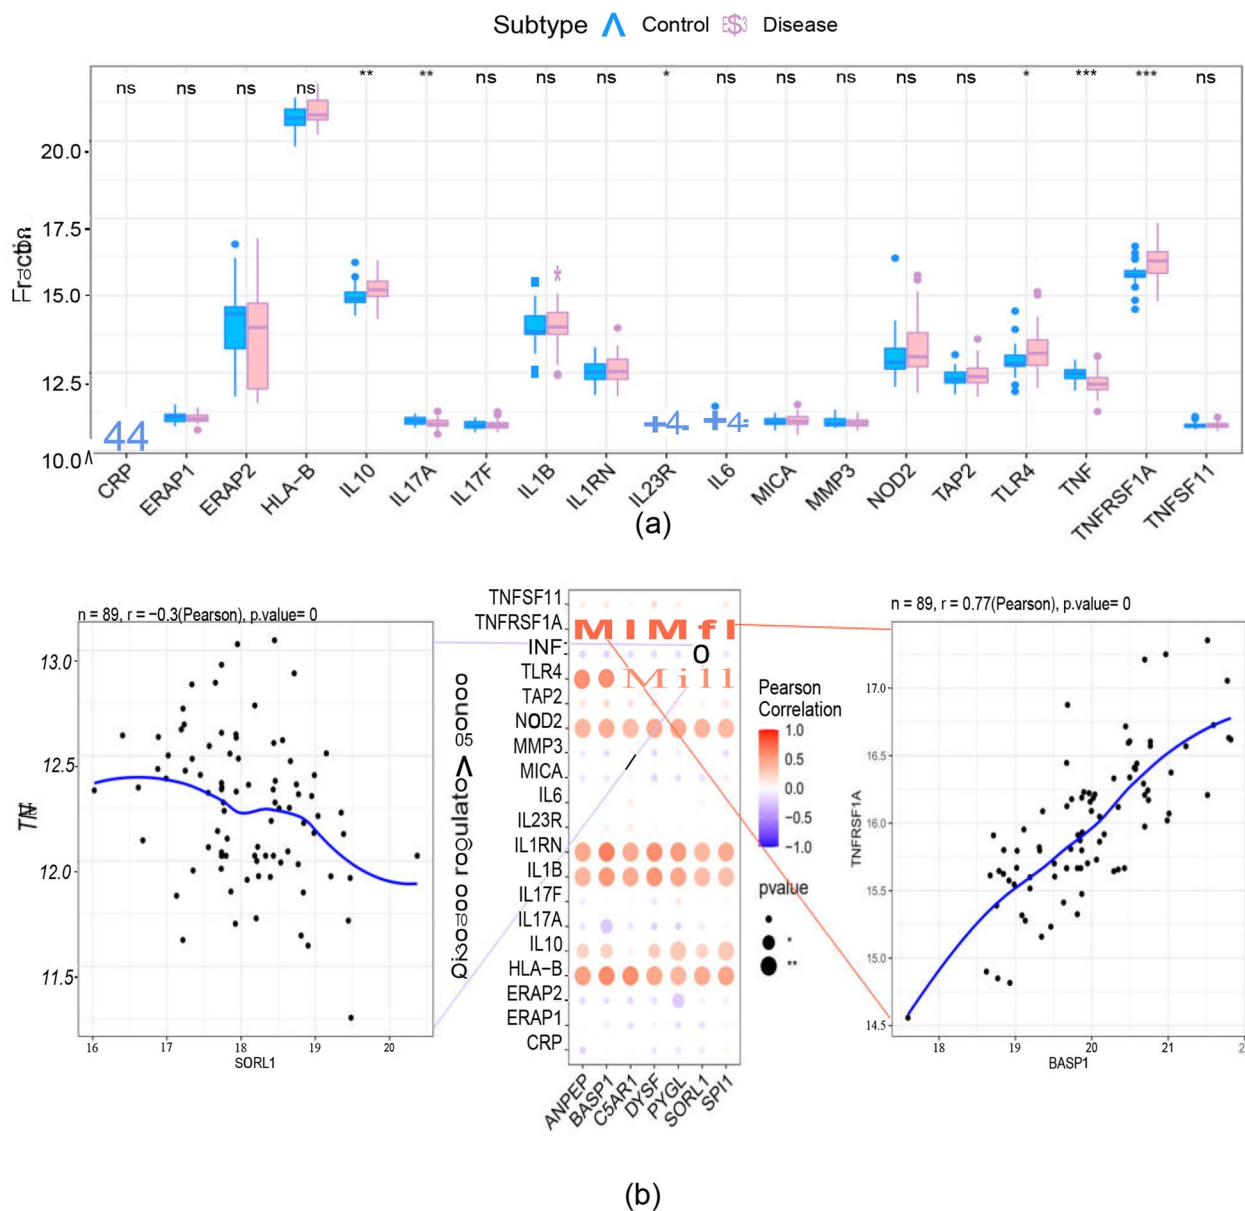 Subtype Control Disease
ns ns ns ns ** ** ns ns ns * ns ns ns ns ns * *** *** ns
20.0
17.5
15.0
12.5
10.0
44 +4 +4
CRP ERAP1 ERAP2 HLA-B IL10 IL17A IL17F IL1B IL1RN IL23R IL6 MICA MMP3 NOD2 TAP2 TLR4 TNF TNFRSF1A TNFSF11
(a)
n = 89, r = −0.3(Pearson), p.value= 0
13.0
12.5
12.0
11.5
16 17 18 19 20
SORL1
TNFSF11
TNFRSF1A
INF
TLR4
TAP2
NOD2
MMP3
MICA
IL6
IL23R
IL1RN
IL1B
IL17F
IL17A
IL10
HLA−B
ERAP2
ERAP1
CRP
M I M f l
O
M i l l
ANPEP BASP1 C5AR1 DYSF PYGL SORL1 SPI1
Pearson
Correlation
1.0
0.5
0.0
−0.5
−1.0
pvalue
*
**
n = 89, r = 0.77(Pearson), p.value= 0
TNFRSF1A
17.0
16.5
16.0
15.5
15.0
14.5
18 19 20 21 2
BASP1
(b)